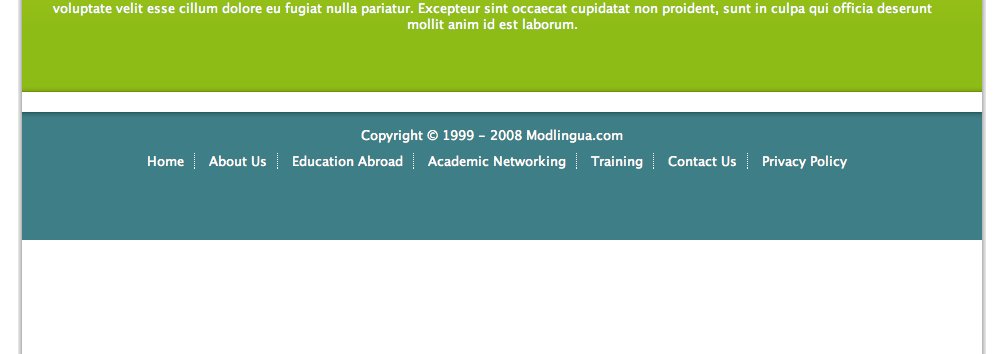 voluptate velit esse cillum dolore eu fugiat nulla pariatur. Excepteur sint occaecat cupidatat non proident, sunt in culpa qui officia deserunt
mollit anim id est laborum.
Copyright © 1999 – 2008 Modlingua.com
Home About Us Education Abroad Academic Networking Training Contact Us Privacy Policy